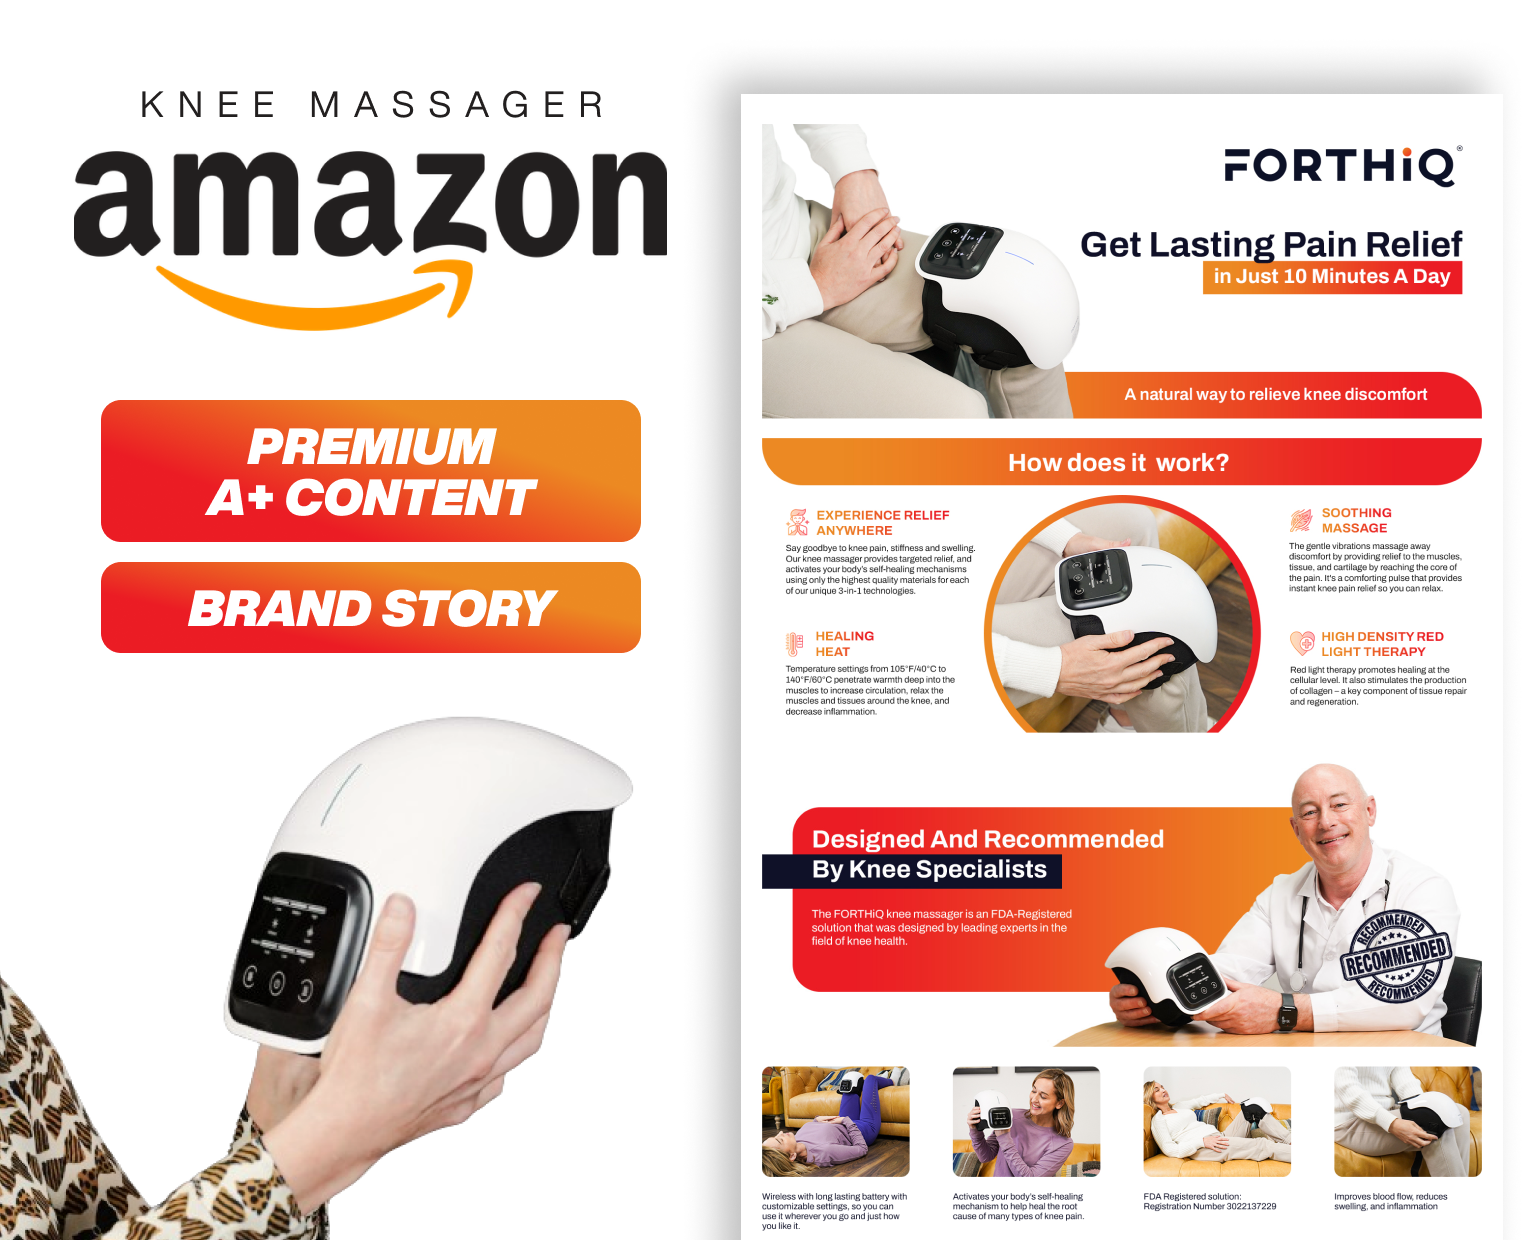 KNEE MASSAGER
amazon
PREMIUM
A+ CONTENT
BRAND STORY
FORTHiQ®
Get Lasting Pain Relief
in Just 10 Minutes A Day
A natural way to relieve knee discomfort
How does it work?
EXPERIENCE RELIEF
ANYWHERE
Say goodbye to knee pain, stiffness and swelling.
Our knee massager provides targeted relief, and
activates your body's self-healing mechanisms
using only the highest quality materials for each
of our unique 3-in-1 technologies.
HEALING
HEAT
Temperature settings from 105°F/40°C to
140°F/60°C penetrate warmth deep into the
muscles to increase circulation, relax the
muscles and tissues around the knee, and
decrease inflammation.
SOOTHING
MASSAGE
The gentle vibrations massage away
discomfort by providing relief to the muscles,
tissue, and cartilage by reaching the core of
the pain. It's a comforting pulse that provides
instant knee pain relief so you can relax.
HIGH DENSITY RED
LIGHT THERAPY
Red light therapy promotes healing at the
cellular level. It also stimulates the production
of collagen – a key component of tissue repair
and regeneration.
Designed And Recommended
By Knee Specialists
The FORTHiQ knee massager is an FDA-Registered
solution that was designed by leading experts in the
field of knee health.
RECOMMENDED
RECOMMENDED
RECOMMENDED
Wireless with long lasting battery with
customizable settings, so you can
use it wherever you go and just how
you like it.
Activates your body's self-healing
mechanism to help heal the root
cause of many types of knee pain.
FDA Registered solution:
Registration Number 3022137229
Improves blood flow, reduces
swelling, and inflammation